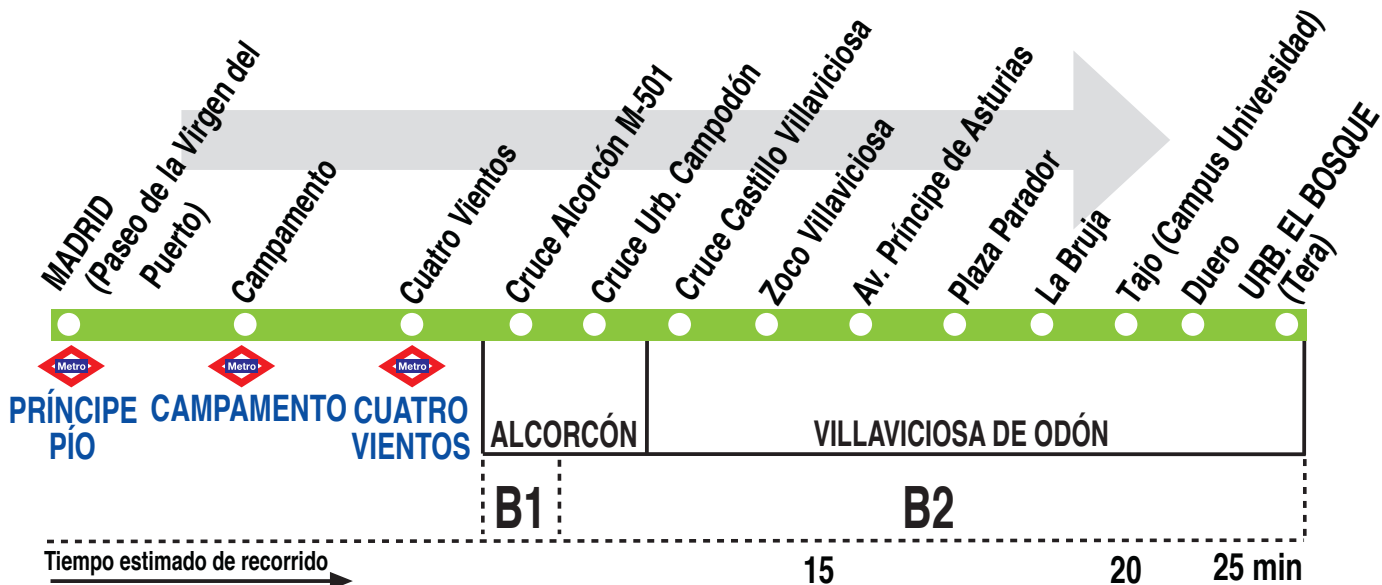 MADRID
(Paseo de la Virgen del
Puerto)
Campamento
Cuatro Vientos
Cruce Alcorcón M-501
Cruce Urb. Campodón
Cruce Castillo Villaviciosa
Zoco Villaviciosa
Av. Príncipe de Asturias
Plaza Parador
La Bruja
Tajo (Campus Universidad)
Duero
URB. EL BOSQUE
(Tera)
Metro
Metro
Metro
PRÍNCIPE
PÍO
CAMPAMENTO
CUATRO
VIENTOS
ALCORCÓN
VILLAVICIOSA DE ODÓN
B1
B2
Tiempo estimado de recorrido
15
20
25 min